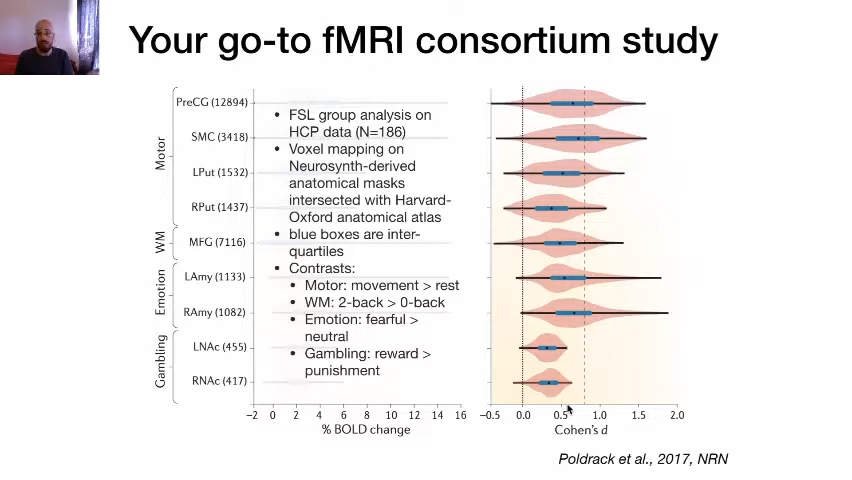 Your go-to fMRI consortium study
Motor
PreCG (12894)
SMC (3418)
LPut (1532)
RPut (1437)
WM
MFG (7116)
Emotion
LAmy (1133)
RAmy (1082)
Gambling
LNAc (455)
RNAc (417)
• FSL group analysis on
HCP data (N=186)
• Voxel mapping on
Neurosynth-derived
anatomical masks
intersected with Harvard-
Oxford anatomical atlas
• blue boxes are inter-
quartiles
• Contrasts:
• Motor: movement > rest
• WM: 2-back > 0-back
• Emotion: fearful >
neutral
• Gambling: reward >
punishment
−2 0 2 4 6 8 10 12 14 16
% BOLD change
−0.5 0.0 0.5 1.0 1.5 2.0
Cohen's d
Poldrack et al., 2017, NRN